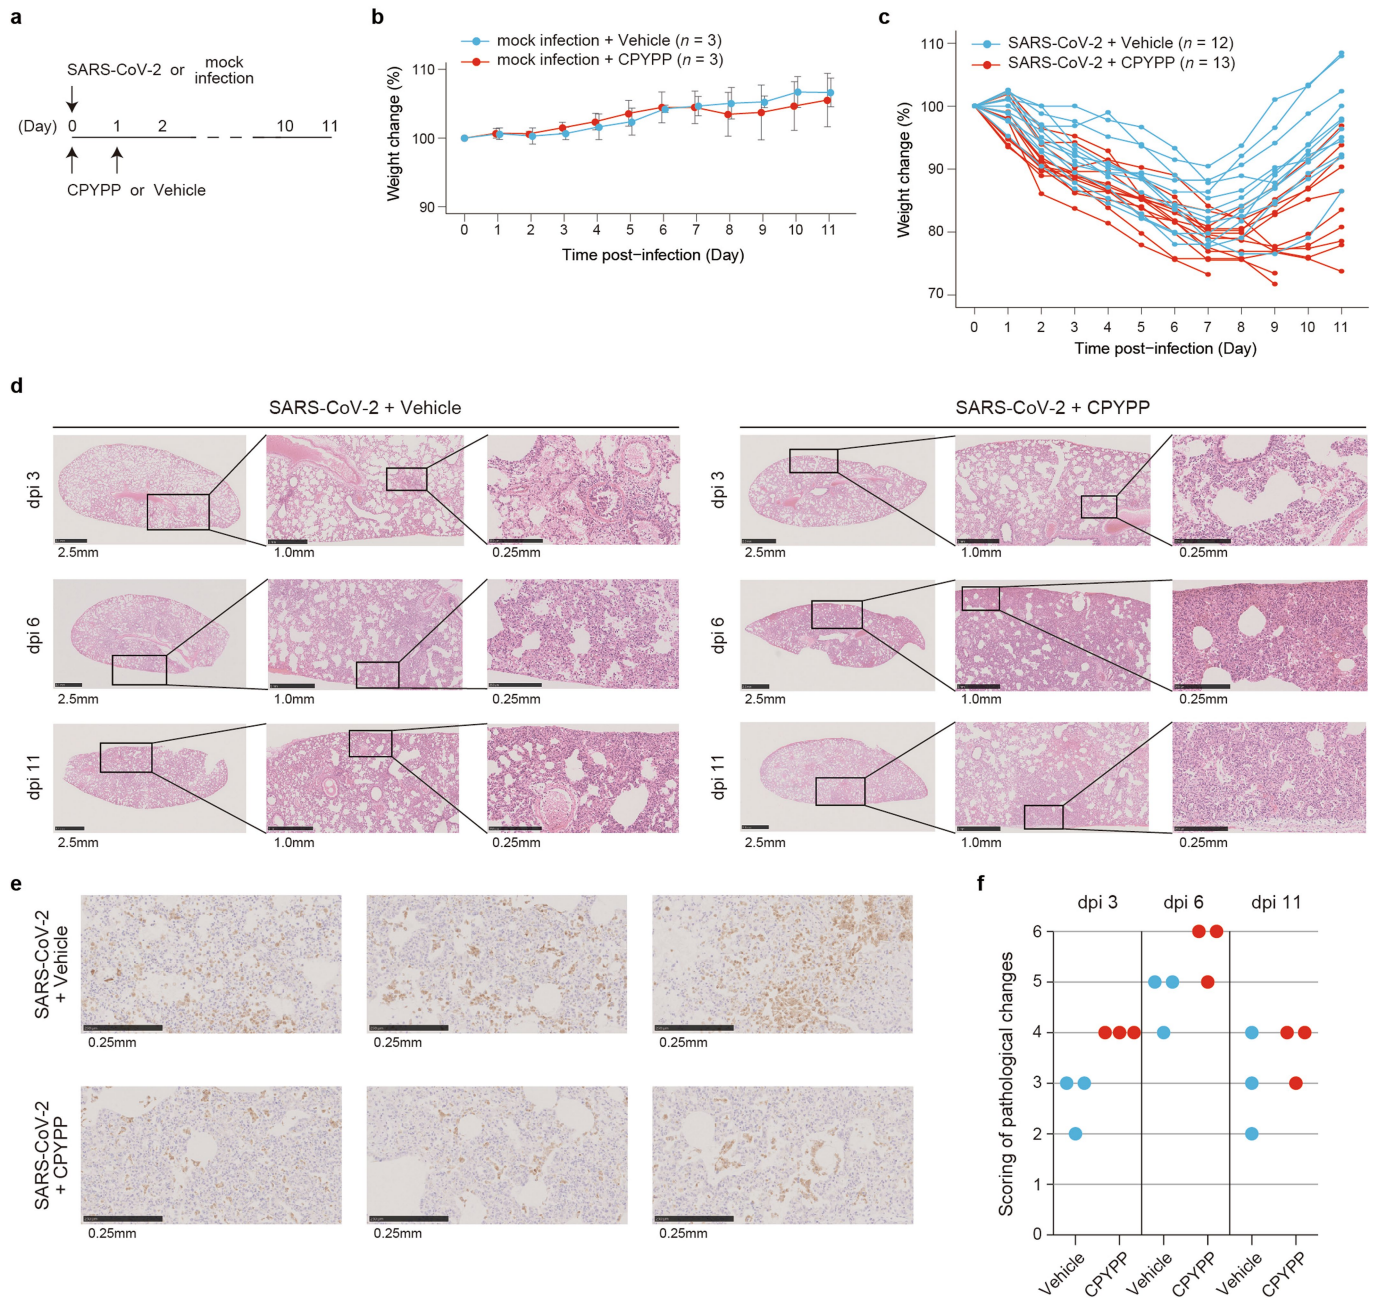 a
SARS-CoV-2 or mock infection
(Day) 0 1 2 10 11
CPYPP or Vehicle
b
mock infection + Vehicle (n = 3)
mock infection + CPYPP (n = 3)
Weight change (%)
110
100
90
0 1 2 3 4 5 6 7 8 9 10 11
Time post−infection (Day)
c
SARS-CoV-2 + Vehicle (n = 12)
SARS-CoV-2 + CPYPP (n = 13)
Weight change (%)
110
100
90
80
70
0 1 2 3 4 5 6 7 8 9 10 11
Time post−infection (Day)
d
SARS-CoV-2 + Vehicle
SARS-CoV-2 + CPYPP
dpi 3
2.5mm 1.0mm 0.25mm
dpi 3
2.5mm 1.0mm 0.25mm
dpi 6
2.5mm 1.0mm 0.25mm
dpi 6
2.5mm 1.0mm 0.25mm
dpi 11
2.5mm 1.0mm 0.25mm
dpi 11
2.5mm 1.0mm 0.25mm
e
SARS-CoV-2
+ Vehicle
0.25mm 0.25mm 0.25mm
SARS-CoV-2
+ CPYPP
0.25mm 0.25mm 0.25mm
f
dpi 3 dpi 6 dpi 11
Scoring of pathological changes
6
5
4
3
2
1
0
Vehicle CPYPP Vehicle CPYPP Vehicle CPYPP